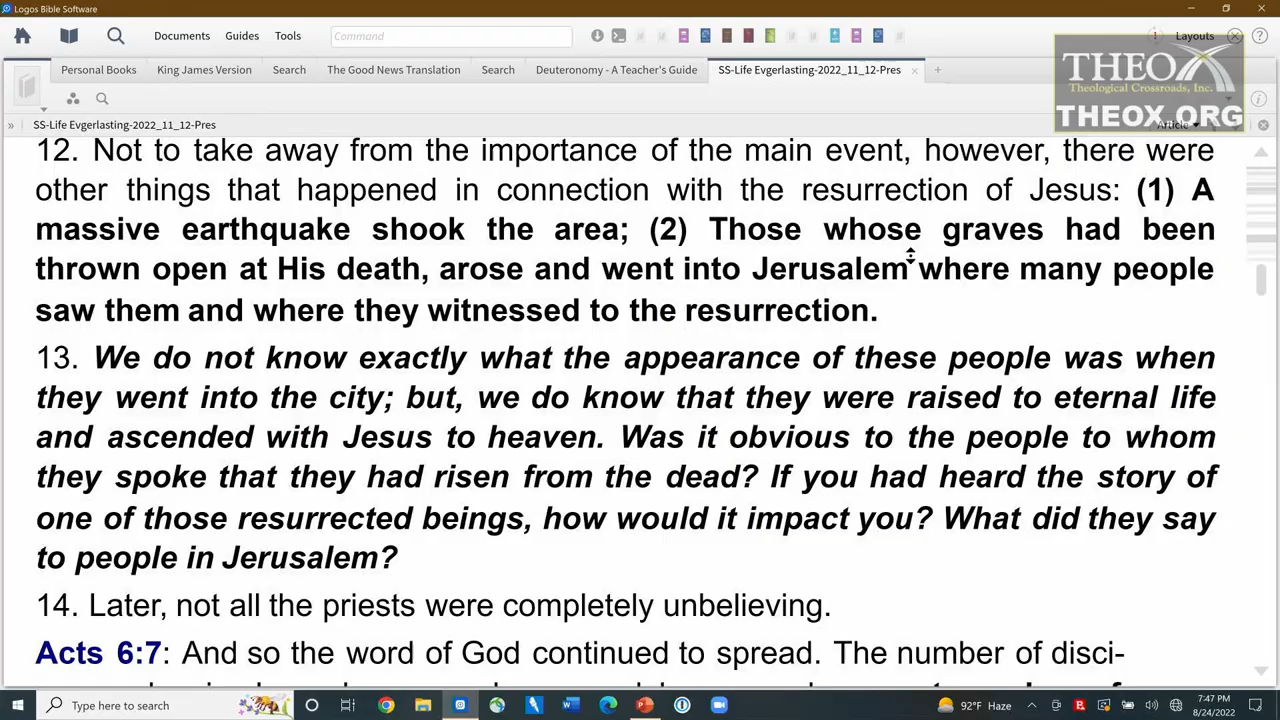 Logos Bible Software
Documents Guides Tools Command Layouts
THEOX
Theological Crossroads, Inc.
THEOX.ORG
Personal Books King James Version Search The Good News Translation Search Deuteronomy - A Teacher's Guide SS-Life Evgerlasting-2022_11_12-Pres
SS-Life Evgerlasting-2022_11_12-Pres Article
12. Not to take away from the importance of the main event, however, there were
other things that happened in connection with the resurrection of Jesus: (1) A
massive earthquake shook the area; (2) Those whose graves had been
thrown open at His death, arose and went into Jerusalem where many people
saw them and where they witnessed to the resurrection.
13. We do not know exactly what the appearance of these people was when
they went into the city; but, we do know that they were raised to eternal life
and ascended with Jesus to heaven. Was it obvious to the people to whom
they spoke that they had risen from the dead? If you had heard the story of
one of those resurrected beings, how would it impact you? What did they say
to people in Jerusalem?
14. Later, not all the priests were completely unbelieving.
Acts 6:7: And so the word of God continued to spread. The number of disci-
Type here to search 92°F Haze 7:47 PM
8/24/2022